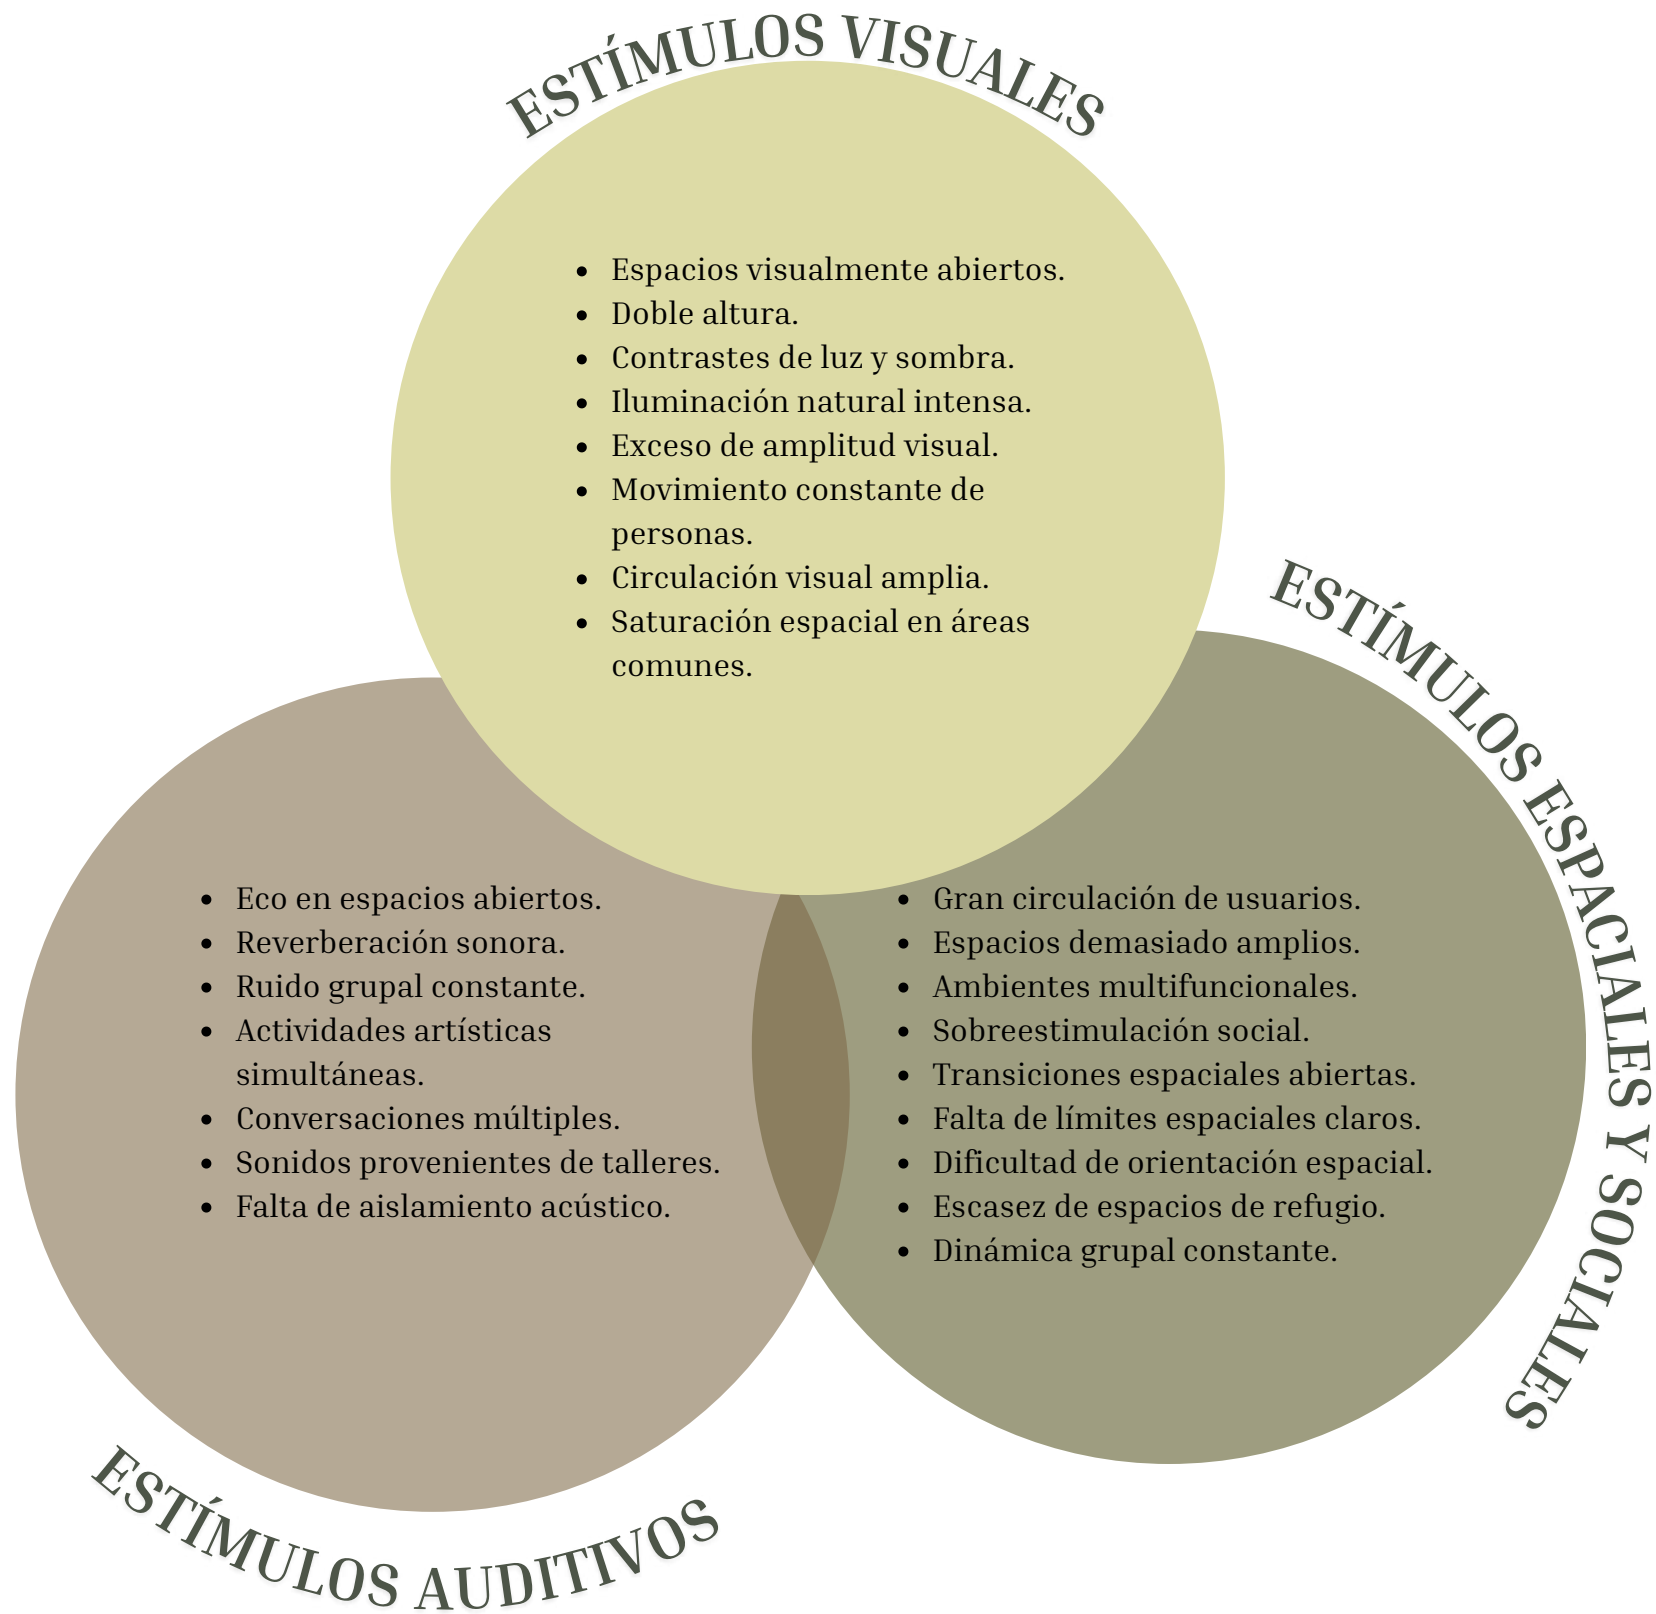 ESTÍMULOS VISUALES
• Espacios visualmente abiertos.
• Doble altura.
• Contrastes de luz y sombra.
• Iluminación natural intensa.
• Exceso de amplitud visual.
• Movimiento constante de
personas.
• Circulación visual amplia.
• Saturación espacial en áreas
comunes.
ESTÍMULOS AUDITIVOS
• Eco en espacios abiertos.
• Reverberación sonora.
• Ruido grupal constante.
• Actividades artísticas
simultáneas.
• Conversaciones múltiples.
• Sonidos provenientes de talleres.
• Falta de aislamiento acústico.
ESTÍMULOS ESPACIALES Y SOCIALES
• Gran circulación de usuarios.
• Espacios demasiado amplios.
• Ambientes multifuncionales.
• Sobreestimulación social.
• Transiciones espaciales abiertas.
• Falta de límites espaciales claros.
• Dificultad de orientación espacial.
• Escasez de espacios de refugio.
• Dinámica grupal constante.